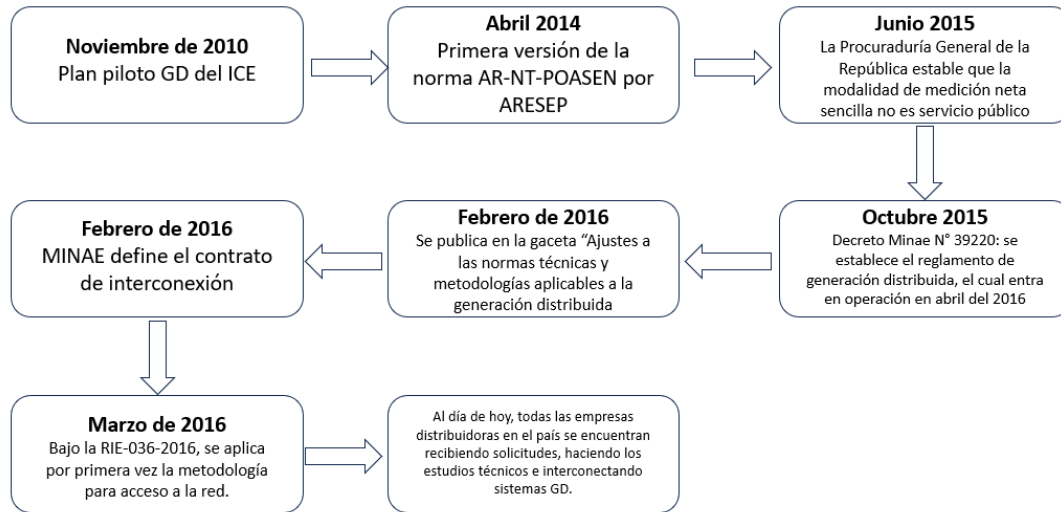 Noviembre de 2010
Plan piloto GD del ICE
Abril 2014
Primera versión de la
norma AR-NT-POASEN por
ARESEP
Junio 2015
La Procuraduría General de la
República estable que la
modalidad de medición neta
sencilla no es servicio público
Octubre 2015
Decreto Minae N° 39220: se
establece el reglamento de
generación distribuida, el cual entra
en operación en abril del 2016
Febrero de 2016
Se publica en la gaceta “Ajustes a
las normas técnicas y
metodologías aplicables a la
generación distribuida
Febrero de 2016
MINAE define el contrato
de interconexión
Marzo de 2016
Bajo la RIE-036-2016, se aplica
por primera vez la metodología
para acceso a la red.
Al día de hoy, todas las empresas
distribuidoras en el país se encuentran
recibiendo solicitudes, haciendo los
estudios técnicos e interconectando
sistemas GD.